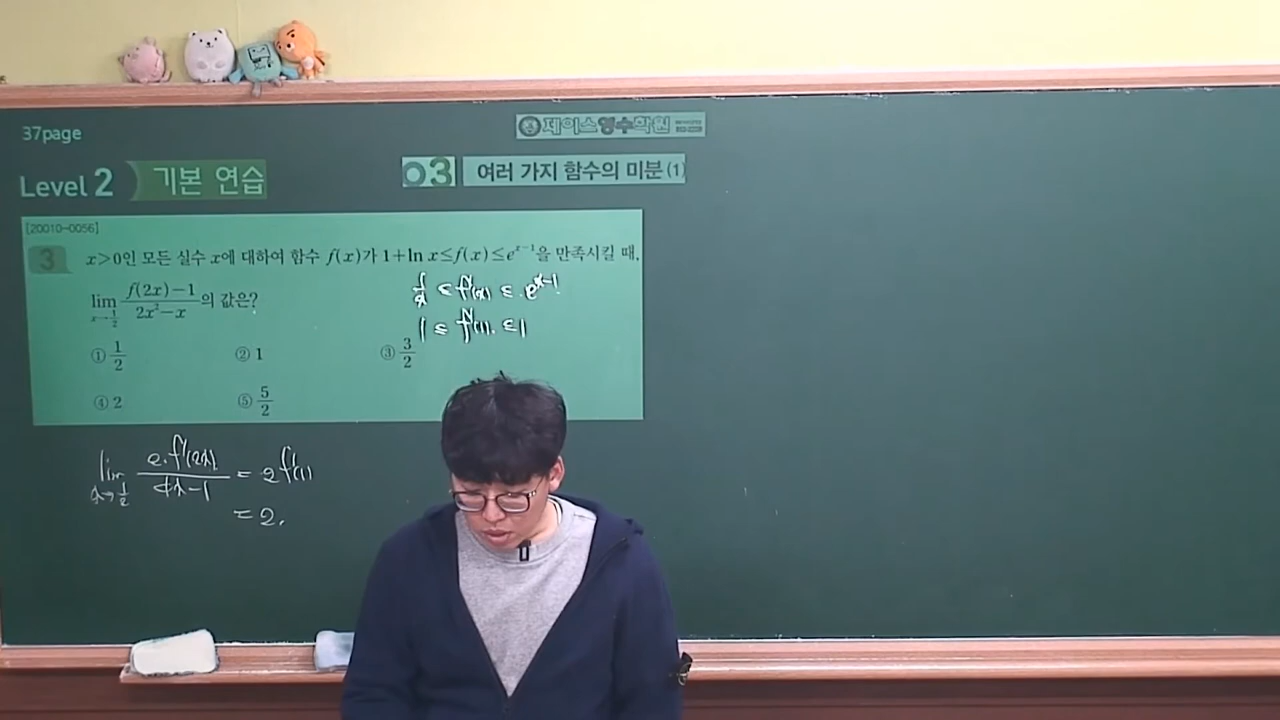 37page
제이스영수학원
Level 2 기본 연습
03 여러 가지 함수의 미분 (1)
[20010-0056]
3 x>0인 모든 실수 x에 대하여 함수 f(x)가 1+ln x≤f(x)≤e^{x-1}을 만족시킬 때,
lim_{x→1/2} (f(2x)-1)/(2x²-x)의 값은?
1/x ≤ f'(x) ≤ e^{x-1}
1 ≤ f'(1) ≤ 1
① 1/2 ② 1 ③ 3/2
④ 2 ⑤ 5/2
lim_{x→1/2} (2·f'(2x))/(4x-1) = 2f'(1)
= 2.